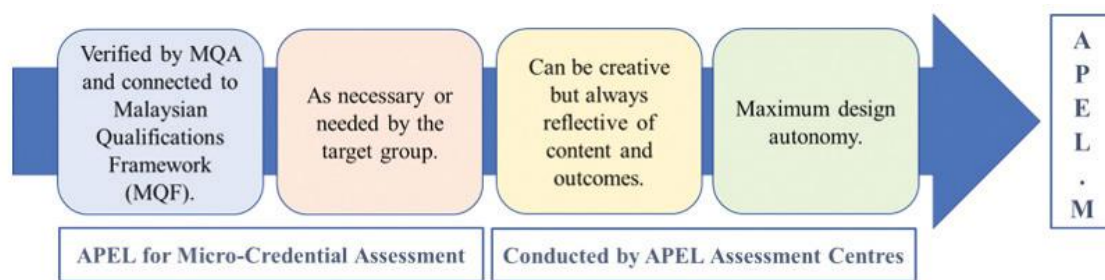 Verified by MQA
and connected to
Malaysian
Qualifications
Framework
(MQF).
As necessary or
needed by the
target group.
Can be creative
but always
reflective of
content and
outcomes.
Maximum design
autonomy.
A
P
E
L
.
M
APEL for Micro-Credential Assessment
Conducted by APEL Assessment Centres